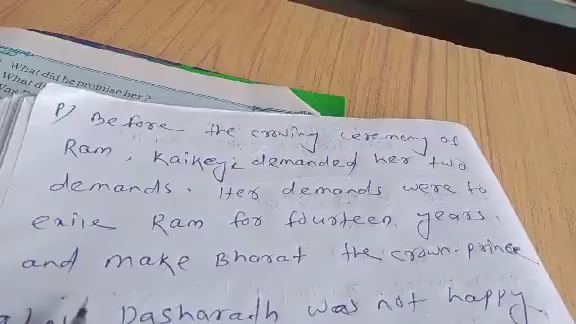 What did he promise her?
What d
P) Before the crowing ceremony of
Ram, Kaikeyi demanded her two
demands. Her demands were to
exile Ram for fourteen years,
and make Bharat the crown-prince
Dasharadh was not happy